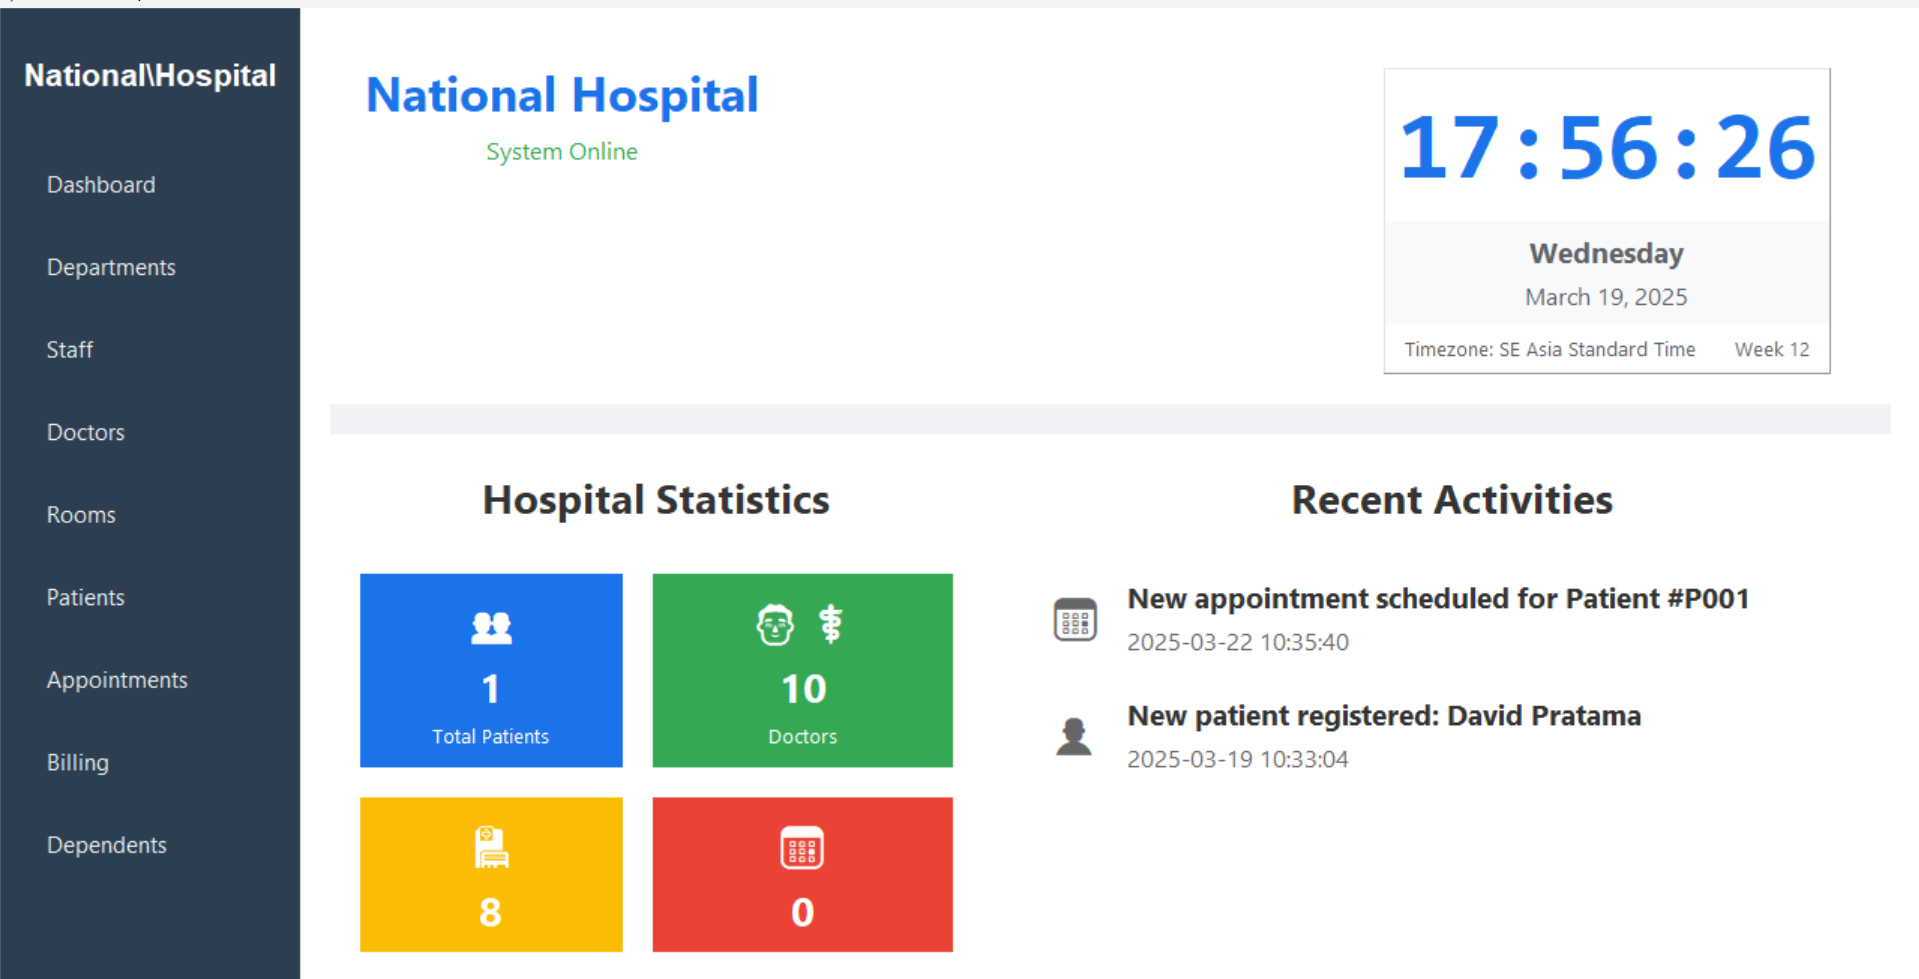 National\Hospital
Dashboard
Departments
Staff
Doctors
Rooms
Patients
Appointments
Billing
Dependents
National Hospital
System Online
17:56:26
Wednesday
March 19, 2025
Timezone: SE Asia Standard Time Week 12
Hospital Statistics
1
Total Patients
10
Doctors
8
0
Recent Activities
New appointment scheduled for Patient #P001
2025-03-22 10:35:40
New patient registered: David Pratama
2025-03-19 10:33:04